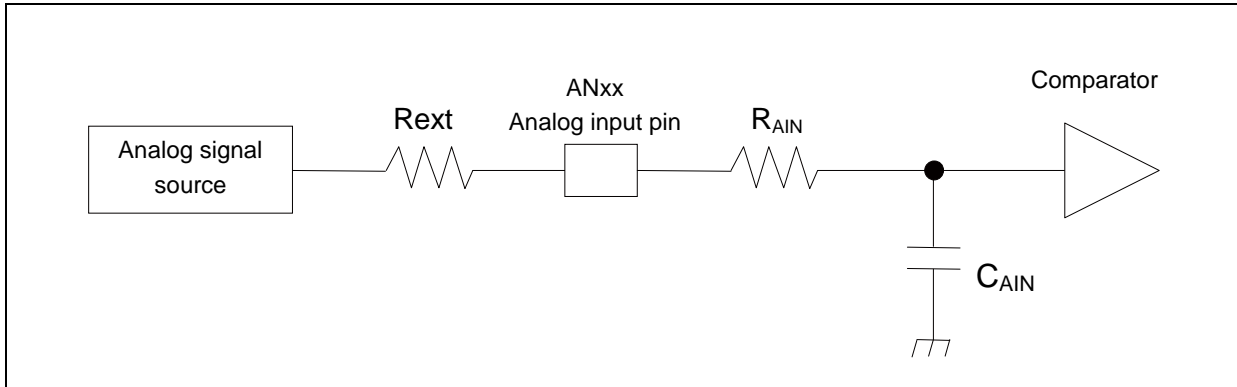 Analog signal
source
Rext
ANxx
Analog input pin
RAIN
Comparator
CAIN